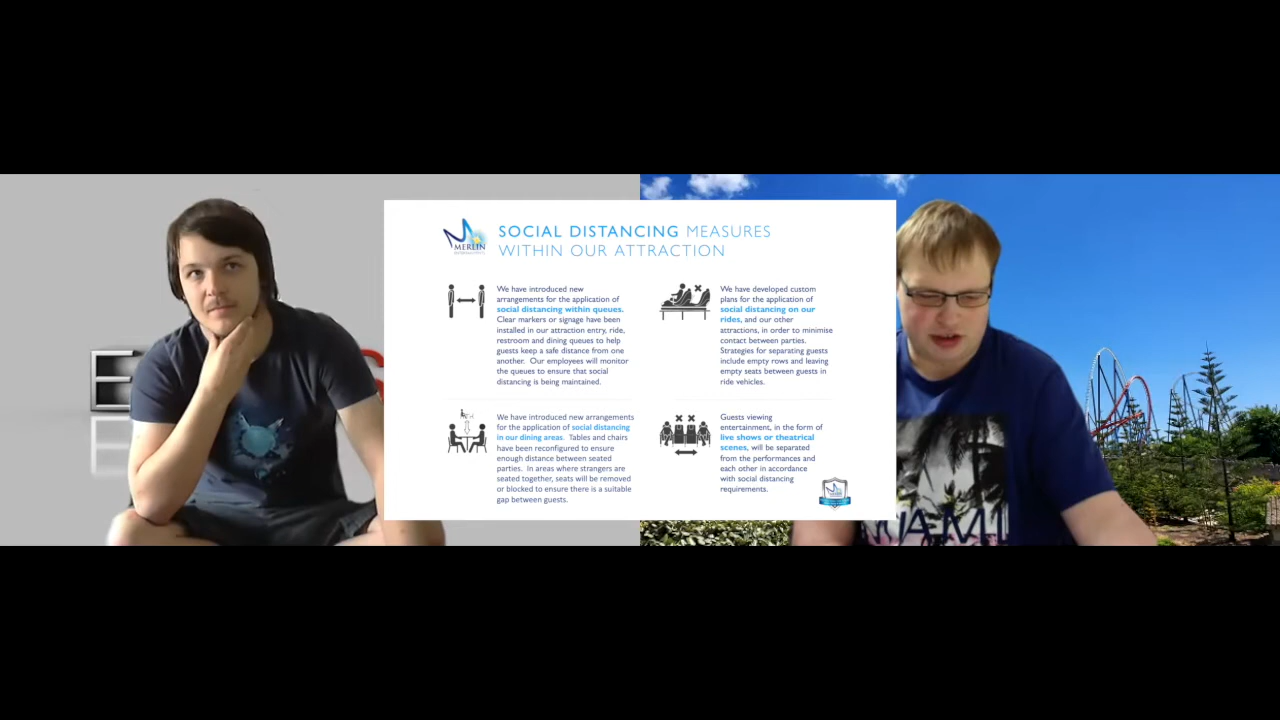 MERLIN
SOCIAL DISTANCING MEASURES
WITHIN OUR ATTRACTION
We have introduced new
arrangements for the application of
social distancing within queues.
Clear markers or signage have been
installed in our attraction entry, ride,
restroom and dining queues to help
guests keep a safe distance from one
another. Our employees will monitor
the queues to ensure that social
distancing is being maintained.
We have developed custom
plans for the application of
social distancing on our
rides, and our other
attractions, in order to minimise
contact between parties.
Strategies for separating guests
include empty rows and leaving
empty seats between guests in
ride vehicles.
We have introduced new arrangements
for the application of social distancing
in our dining areas. Tables and chairs
have been reconfigured to ensure
enough distance between seated
parties. In areas where strangers are
seated together, seats will be removed
or blocked to ensure there is a suitable
gap between guests.
Guests viewing
entertainment, in the form of
live shows or theatrical
scenes, will be separated
from the performances and
each other in accordance
with social distancing
requirements.